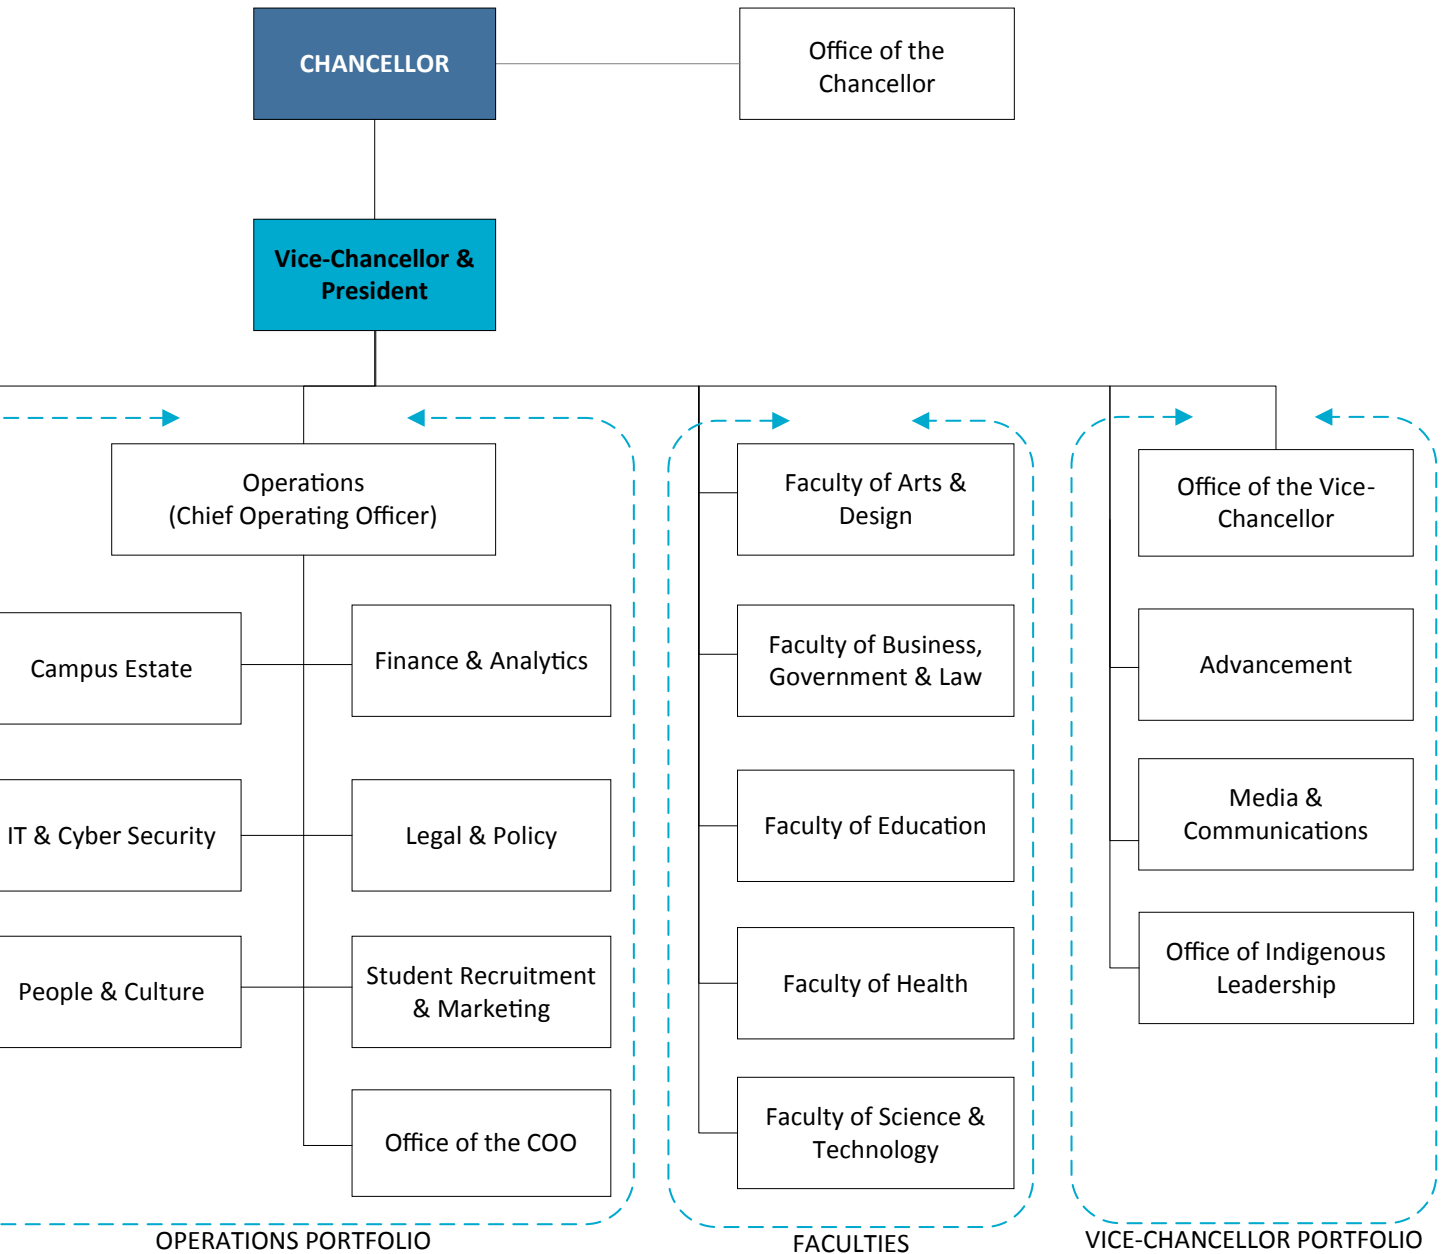 CHANCELLOR
Office of the
Chancellor
Vice-Chancellor &
President
Operations
(Chief Operating Officer)
Campus Estate
Finance & Analytics
IT & Cyber Security
Legal & Policy
People & Culture
Student Recruitment
& Marketing
Office of the COO
OPERATIONS PORTFOLIO
Faculty of Arts &
Design
Faculty of Business,
Government & Law
Faculty of Education
Faculty of Health
Faculty of Science &
Technology
FACULTIES
Office of the Vice-
Chancellor
Advancement
Media &
Communications
Office of Indigenous
Leadership
VICE-CHANCELLOR PORTFOLIO